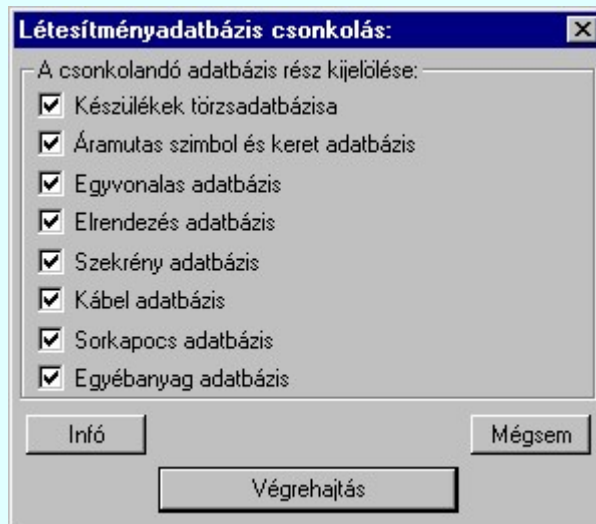 Létesítményadatbázis csonkolás:
A csonkolandó adatbázis rész kijelölése:
Készülékek törzsadatbázisa
Áramutas szimbol és keret adatbázis
Egyvonalas adatbázis
Elrendezés adatbázis
Szekrény adatbázis
Kábel adatbázis
Sorkapocs adatbázis
Egyébanyag adatbázis
Infó
Mégsem
Végrehajtás